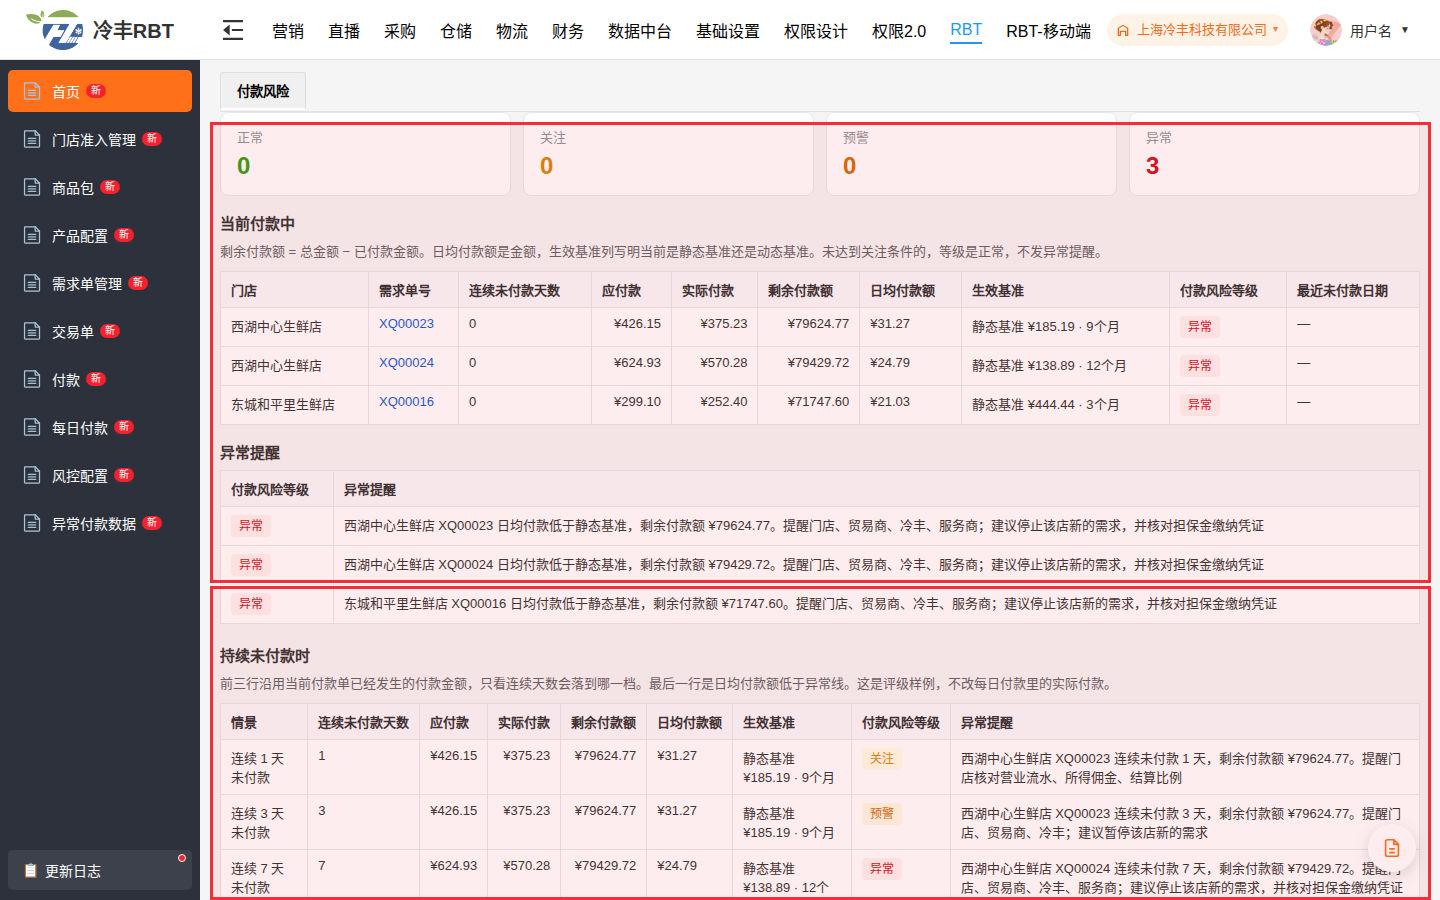 冷丰RBT
营销 直播 采购 仓储 物流 财务 数据中台 基础设置 权限设计 权限2.0 RBT RBT-移动端 上海冷丰科技有限公司 ▾ 用户名 ▼
首页 新
门店准入管理 新
商品包 新
产品配置 新
需求单管理 新
交易单 新
付款 新
每日付款 新
风控配置 新
异常付款数据 新
更新日志
付款风险
正常 关注 预警 异常
0 0 0 3
当前付款中
剩余付款额 = 总金额 − 已付款金额。日均付款额是金额，生效基准列写明当前是静态基准还是动态基准。未达到关注条件的，等级是正常，不发异常提醒。
门店 需求单号 连续未付款天数 应付款 实际付款 剩余付款额 日均付款额 生效基准 付款风险等级 最近未付款日期
西湖中心生鲜店 XQ00023 0 ¥426.15 ¥375.23 ¥79624.77 ¥31.27 静态基准 ¥185.19 · 9个月 异常 —
西湖中心生鲜店 XQ00024 0 ¥624.93 ¥570.28 ¥79429.72 ¥24.79 静态基准 ¥138.89 · 12个月 异常 —
东城和平里生鲜店 XQ00016 0 ¥299.10 ¥252.40 ¥71747.60 ¥21.03 静态基准 ¥444.44 · 3个月 异常 —
异常提醒
付款风险等级 异常提醒
异常 西湖中心生鲜店 XQ00023 日均付款低于静态基准，剩余付款额 ¥79624.77。提醒门店、贸易商、冷丰、服务商；建议停止该店新的需求，并核对担保金缴纳凭证
异常 西湖中心生鲜店 XQ00024 日均付款低于静态基准，剩余付款额 ¥79429.72。提醒门店、贸易商、冷丰、服务商；建议停止该店新的需求，并核对担保金缴纳凭证
异常 东城和平里生鲜店 XQ00016 日均付款低于静态基准，剩余付款额 ¥71747.60。提醒门店、贸易商、冷丰、服务商；建议停止该店新的需求，并核对担保金缴纳凭证
持续未付款时
前三行沿用当前付款单已经发生的付款金额，只看连续天数会落到哪一档。最后一行是日均付款额低于异常线。这是评级样例，不改每日付款里的实际付款。
情景 连续未付款天数 应付款 实际付款 剩余付款额 日均付款额 生效基准 付款风险等级 异常提醒
连续 1 天 1 ¥426.15 ¥375.23 ¥79624.77 ¥31.27 静态基准 关注 西湖中心生鲜店 XQ00023 连续未付款 1 天，剩余付款额 ¥79624.77。提醒门
未付款 ¥185.19 · 9个月 店核对营业流水、所得佣金、结算比例
连续 3 天 3 ¥426.15 ¥375.23 ¥79624.77 ¥31.27 静态基准 预警 西湖中心生鲜店 XQ00023 连续未付款 3 天，剩余付款额 ¥79624.77。提醒门
未付款 ¥185.19 · 9个月 店、贸易商、冷丰；建议暂停该店新的需求
连续 7 天 7 ¥624.93 ¥570.28 ¥79429.72 ¥24.79 静态基准 异常 西湖中心生鲜店 XQ00024 连续未付款 7 天，剩余付款额 ¥79429.72。提醒门
未付款 ¥138.89 · 12个 店、贸易商、冷丰、服务商；建议停止该店新的需求，并核对担保金缴纳凭证